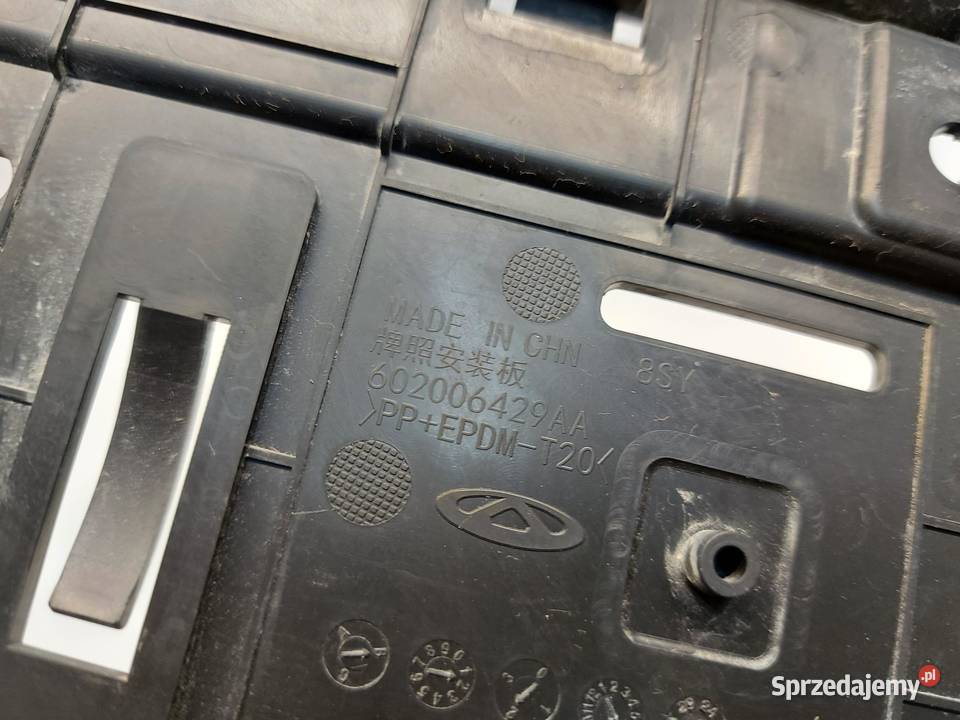 MADE IN CHN
牌照安装板
602006429AA
>PP+EPDM-T20<
8SY
Sprzedajemy.pl